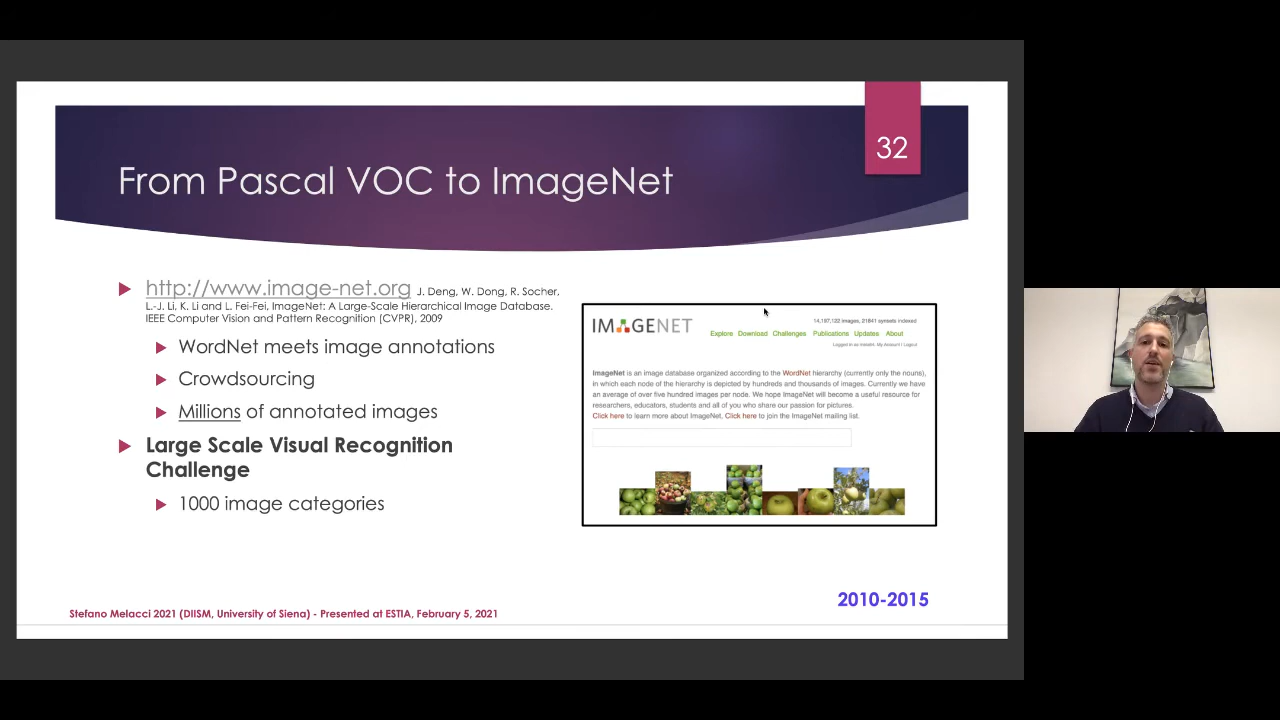 32
From Pascal VOC to ImageNet
http://www.image-net.org J. Deng, W. Dong, R. Socher,
L.-J. Li, K. Li and L. Fei-Fei, ImageNet: A Large-Scale Hierarchical Image Database.
IEEE Computer Vision and Pattern Recognition (CVPR), 2009
WordNet meets image annotations
Crowdsourcing
Millions of annotated images
Large Scale Visual Recognition
Challenge
1000 image categories
IMAGENET
14,197,122 images, 21841 synsets indexed
Explore Download Challenges Publications Updates About
Logged in as melacci. My Account | Logout
ImageNet is an image database organized according to the WordNet hierarchy (currently only the nouns),
in which each node of the hierarchy is depicted by hundreds and thousands of images. Currently we have
an average of over five hundred images per node. We hope ImageNet will become a useful resource for
researchers, educators, students and all of you who share our passion for pictures.
Click here to learn more about ImageNet, Click here to join the ImageNet mailing list.
2010-2015
Stefano Melacci 2021 (DIISM, University of Siena) - Presented at ESTIA, February 5, 2021